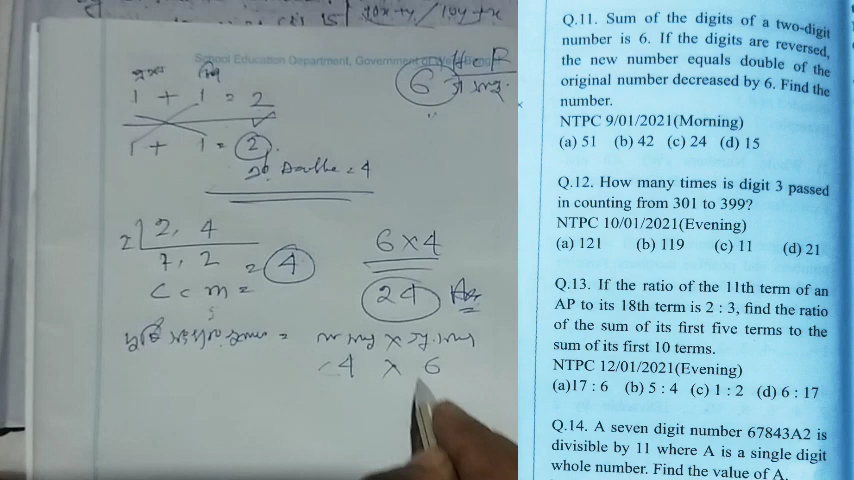 20x+y / 10y+x
School Education Department, Government of West Bengal
H.C.F
6
1 + 1 = 2
1 + 1 = 2
Double = 4
2 2, 4
1, 2 = 4
L c m =
6 x 4
24 Ans
=
4 x 6
Q.11. Sum of the digits of a two-digit
number is 6. If the digits are reversed,
the new number equals double of the
original number decreased by 6. Find the
number.
NTPC 9/01/2021(Morning)
(a) 51 (b) 42 (c) 24 (d) 15
Q.12. How many times is digit 3 passed
in counting from 301 to 399?
NTPC 10/01/2021(Evening)
(a) 121 (b) 119 (c) 11 (d) 21
Q.13. If the ratio of the 11th term of an
AP to its 18th term is 2 : 3, find the ratio
of the sum of its first five terms to the
sum of its first 10 terms.
NTPC 12/01/2021(Evening)
(a)17 : 6 (b) 5 : 4 (c) 1 : 2 (d) 6 : 17
Q.14. A seven digit number 67843A2 is
divisible by 11 where A is a single digit
whole number. Find the value of A.